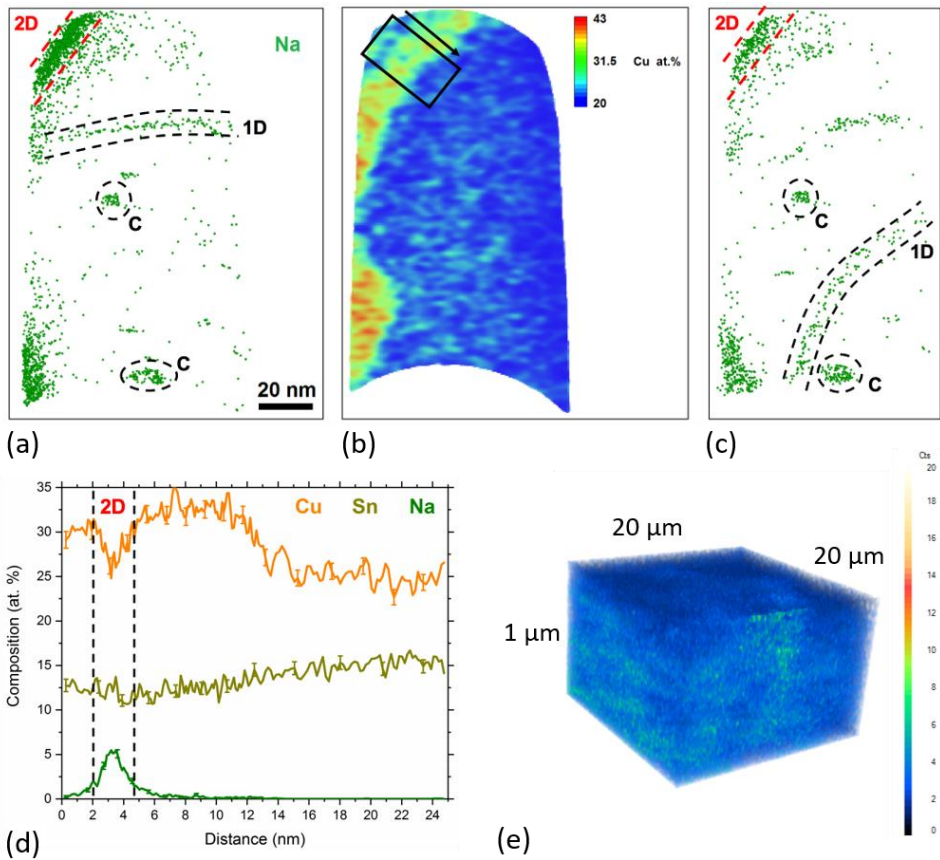 2D
Na
1D
C
C
20 nm
(a)
43
31.5 Cu at.%
20
(b)
2D
C
1D
C
(c)
35
30
25
20
15
10
5
0
Composition (at. %)
2D Cu Sn Na
0 2 4 6 8 10 12 14 16 18 20 22 24
Distance (nm)
(d)
20 µm
20 µm
1 µm
Cts
20
18
16
14
12
10
8
6
4
2
0
(e)